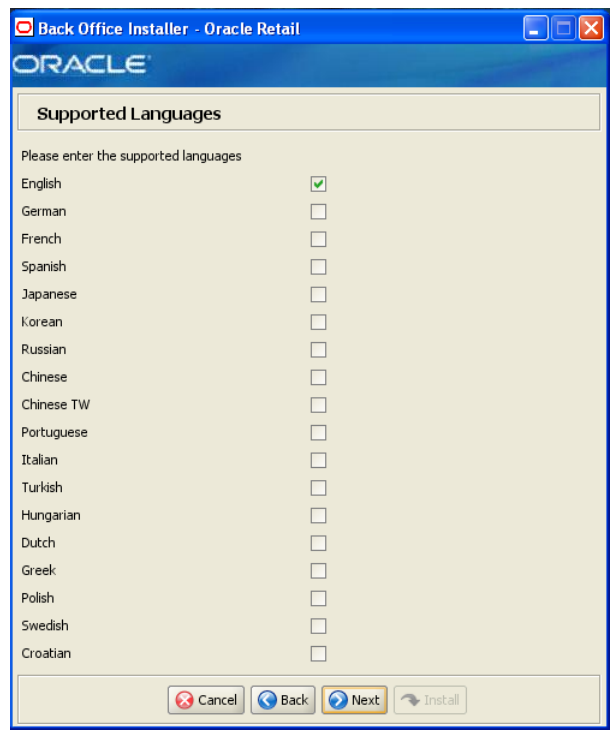 Back Office Installer - Oracle Retail
ORACLE
Supported Languages
Please enter the supported languages
English
German
French
Spanish
Japanese
Korean
Russian
Chinese
Chinese TW
Portuguese
Italian
Turkish
Hungarian
Dutch
Greek
Polish
Swedish
Croatian
Cancel Back Next Install